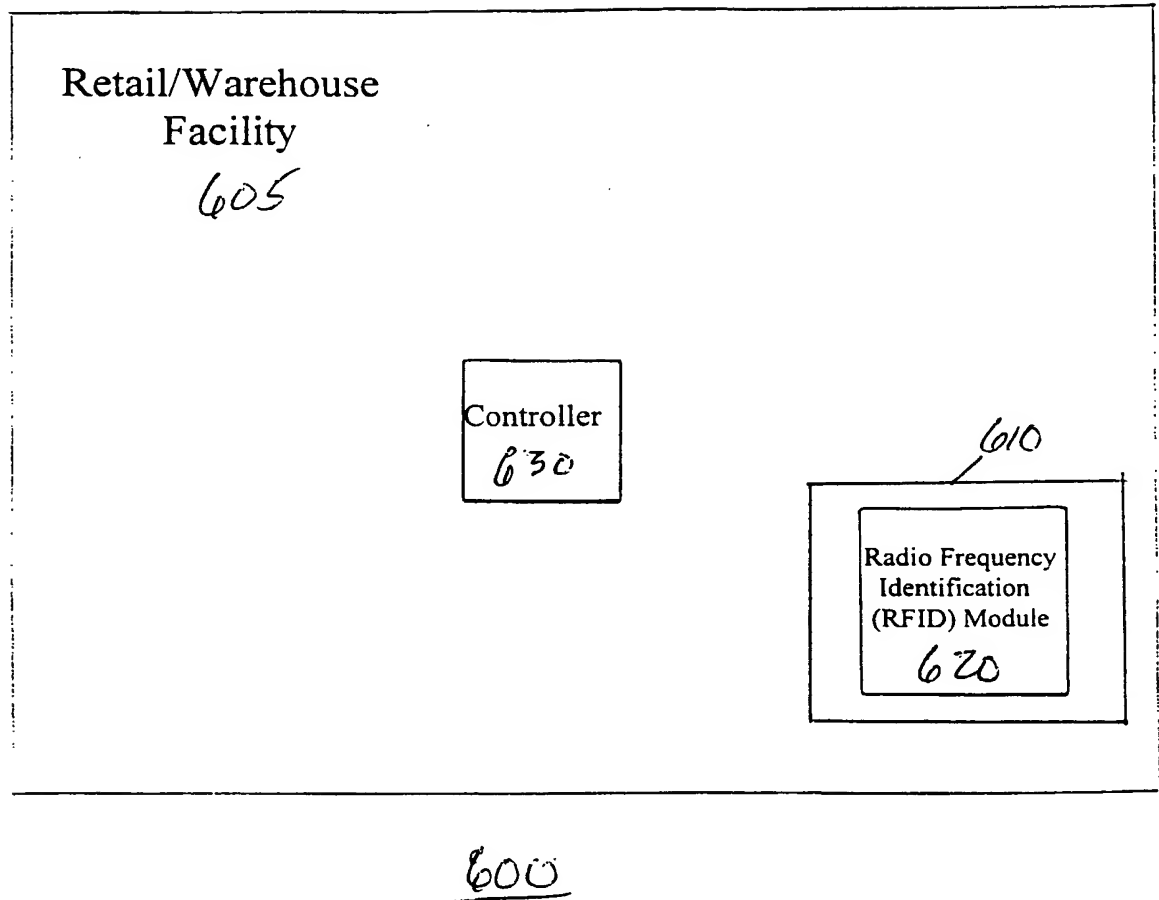 Retail/Warehouse
Facility
605
Controller
630
610
Radio Frequency
Identification
(RFID) Module
620
600